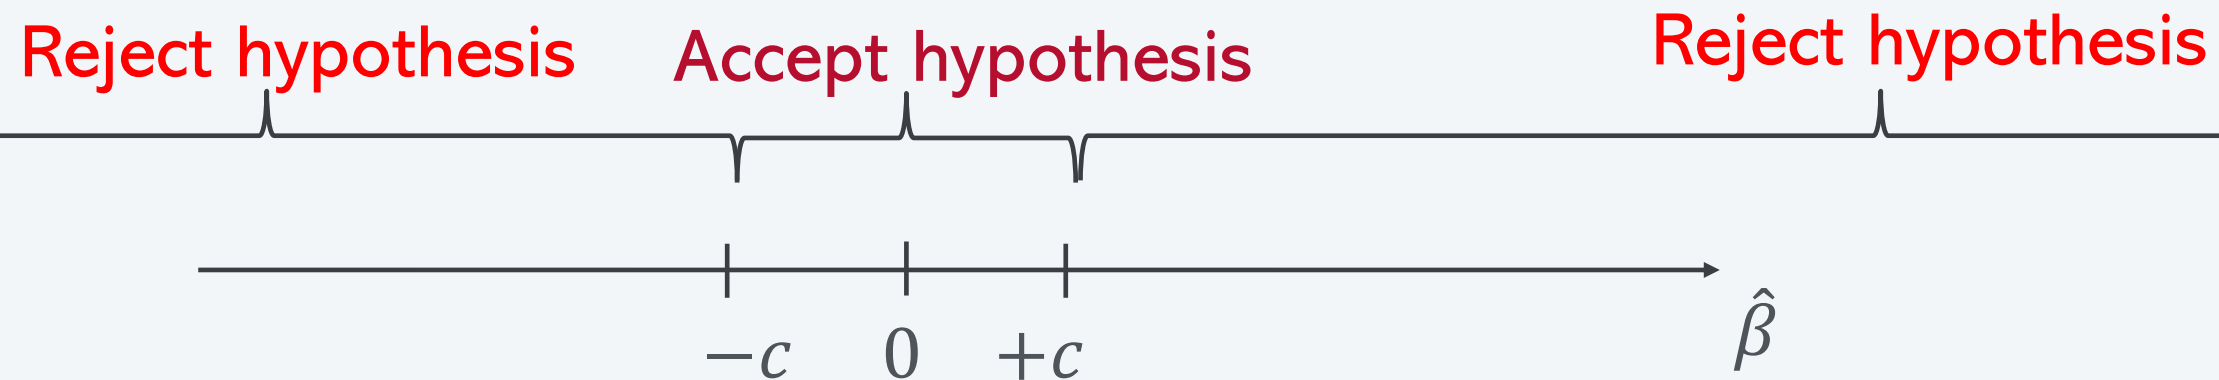 Reject hypothesis Accept hypothesis Reject hypothesis
−c 0 +c β̂